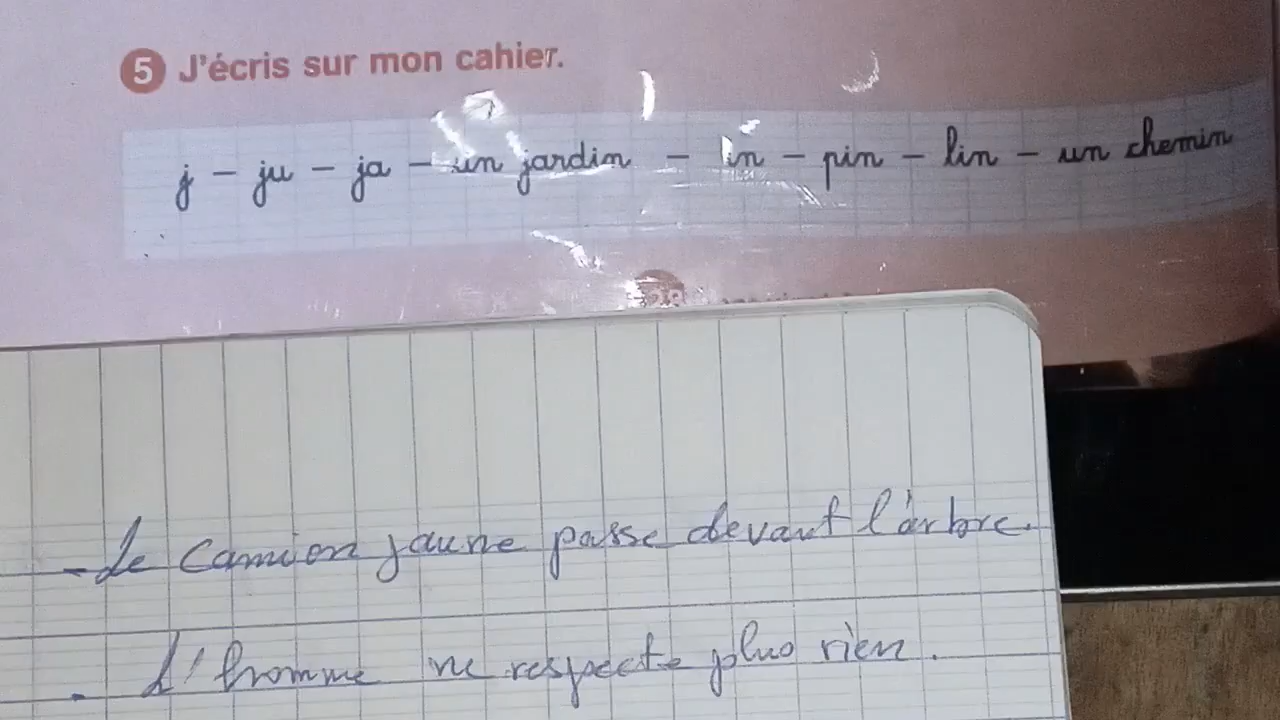 5 J'écris sur mon cahier.
j - ju - ja - un jardin - in - pin - lin - un chemin
28
- Le camion jaune passe devant l'arbre.
- L'homme ne respecte plus rien.